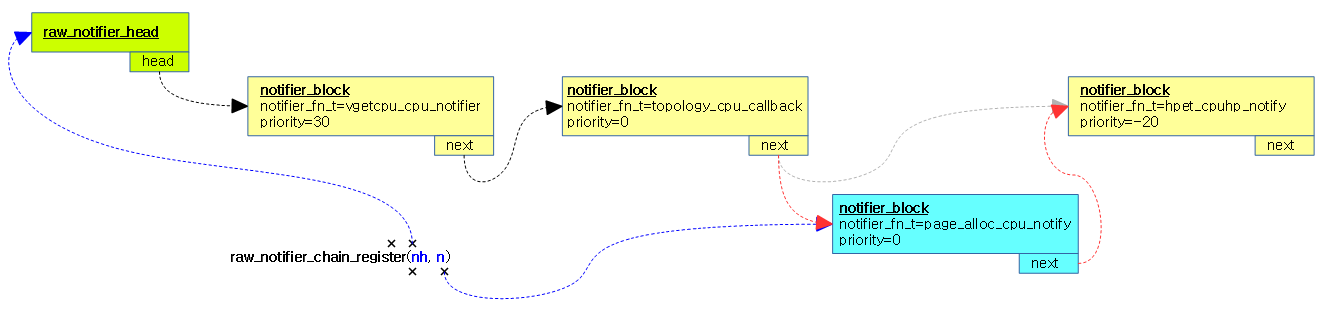 raw_notifier_head
head
notifier_block
notifier_fn_t=vgetcpu_cpu_notifier
priority=30
next
notifier_block
notifier_fn_t=topology_cpu_callback
priority=0
next
notifier_block
notifier_fn_t=hpet_cpuhp_notify
priority=-20
next
notifier_block
notifier_fn_t=page_alloc_cpu_notify
priority=0
next
raw_notifier_chain_register(nh, n)